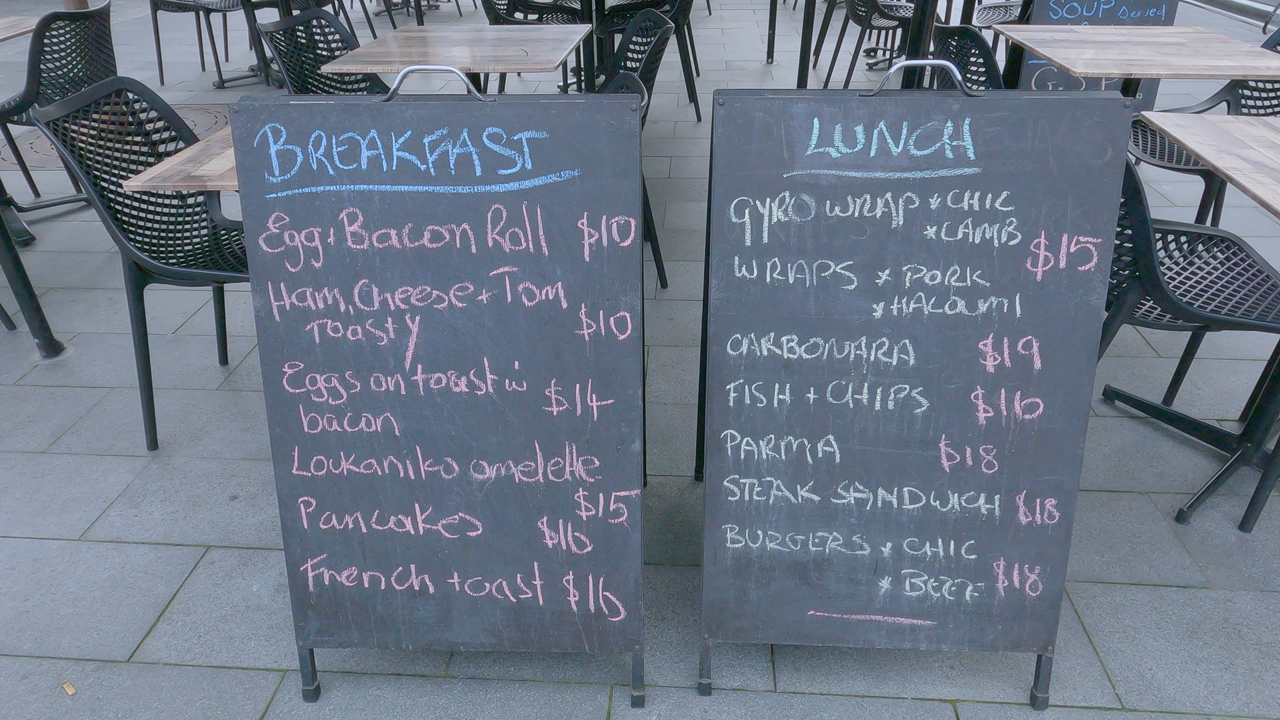 SOUP Served
BREAKFAST
Egg + Bacon Roll $10
Ham, Cheese + Tom
Toasty $10
Eggs on toast w
bacon $14
Loukaniko omelette
$15
Pancakes $16
French toast $16
LUNCH
GYRO WRAP * CHIC
* LAMB
$15
WRAPS * PORK
* HALOUMI
CARBONARA $19
FISH + CHIPS $16
PARMA $18
STEAK SANDWICH $18
BURGERS * CHIC
* BEEF $18